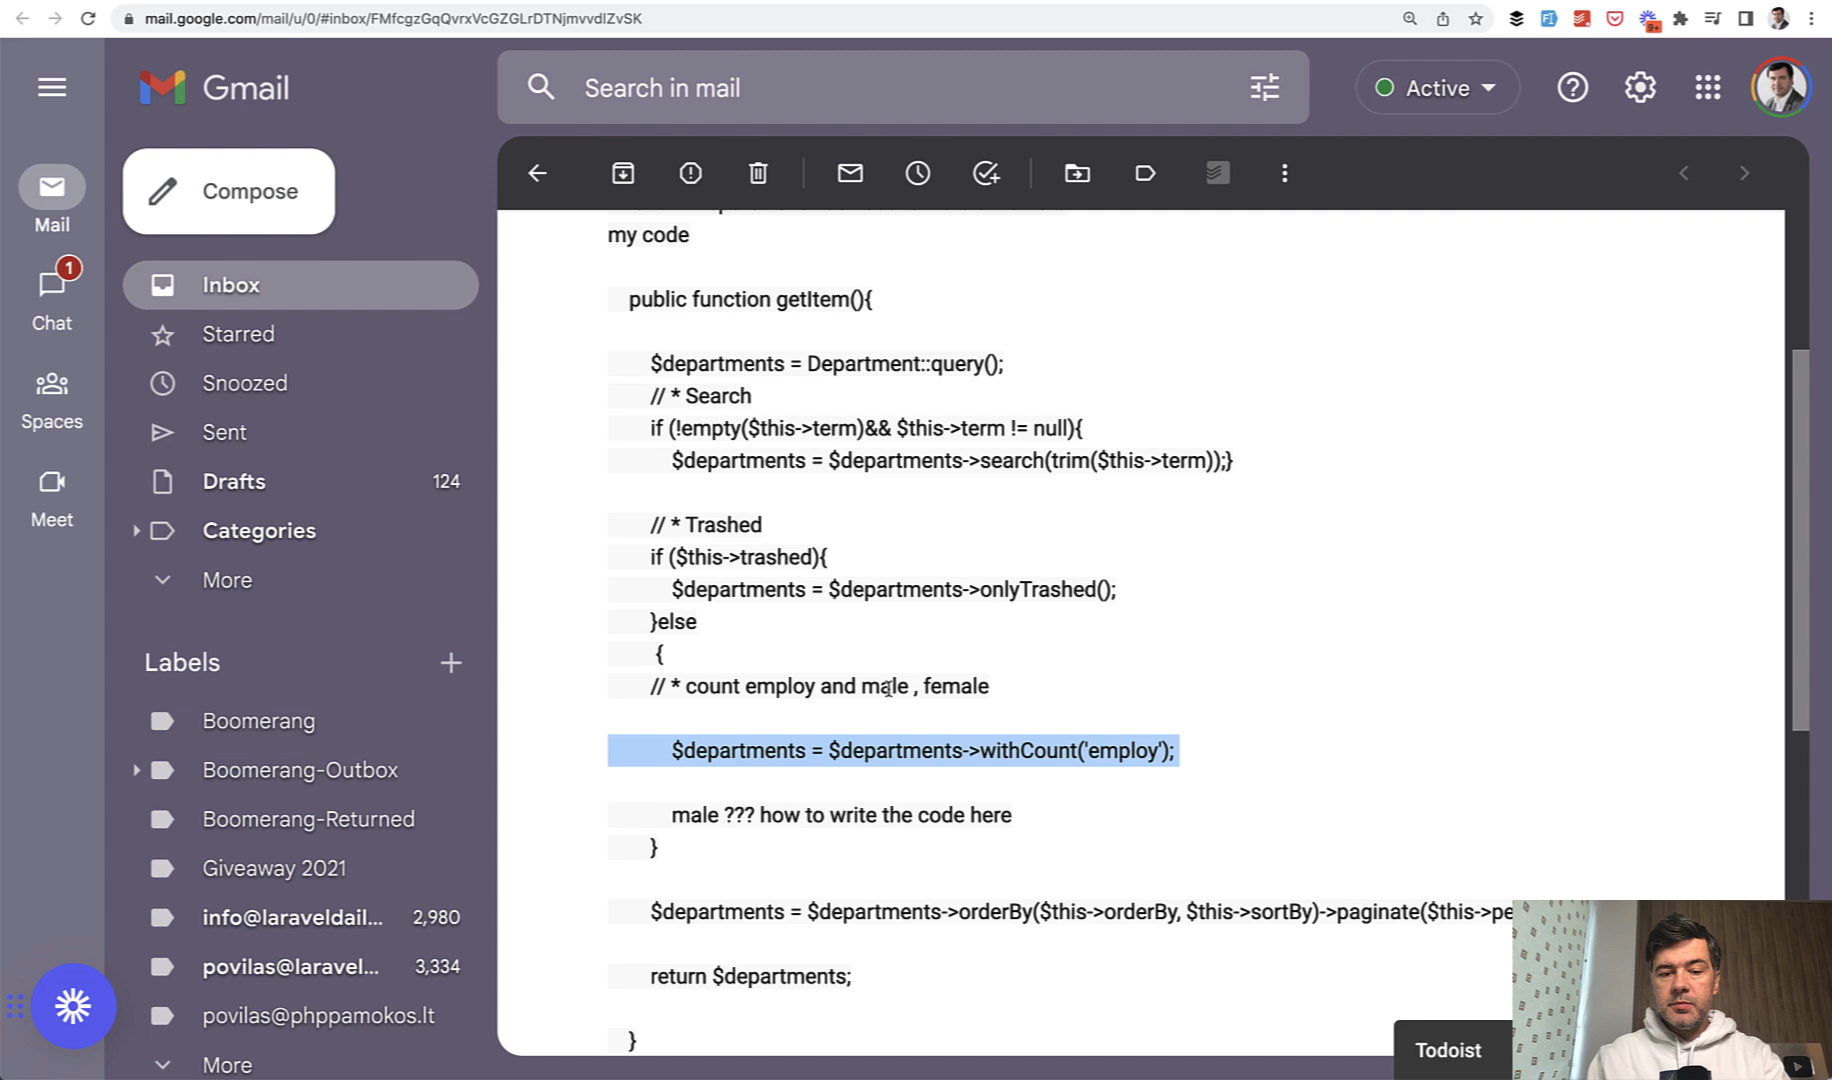 mail.google.com/mail/u/0/#inbox/FMfcgzGqQvrxVcGZGLrDTNjmvvdlZvSK
9+
Gmail
Search in mail
Active
Compose
Mail
1
Chat
Spaces
Meet
Inbox
Starred
Snoozed
Sent
Drafts 124
Categories
More
Labels
Boomerang
Boomerang-Outbox
Boomerang-Returned
Giveaway 2021
info@laraveldail... 2,980
povilas@laravel... 3,334
povilas@phppamokos.lt
More
my code
public function getItem(){
$departments = Department::query();
// * Search
if (!empty($this->term)&& $this->term != null){
$departments = $departments->search(trim($this->term));}
// * Trashed
if ($this->trashed){
$departments = $departments->onlyTrashed();
}else
{
// * count employ and male , female
$departments = $departments->withCount('employ');
male ??? how to write the code here
}
$departments = $departments->orderBy($this->orderBy, $this->sortBy)->paginate($this->pe
return $departments;
}
Todoist